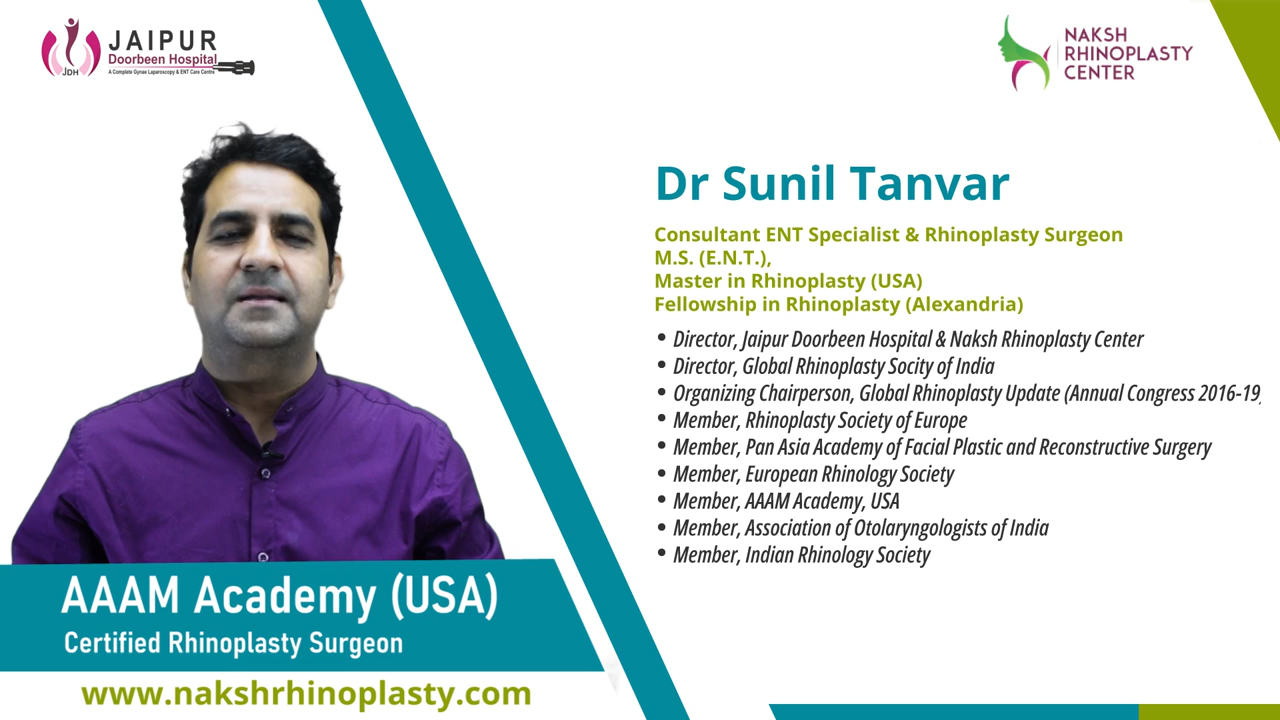 JAIPUR
Doorbeen Hospital
A Complete Gynae Laparoscopy & ENT Care Centre
JDH
NAKSH
RHINOPLASTY
CENTER
Dr Sunil Tanvar
Consultant ENT Specialist & Rhinoplasty Surgeon
M.S. (E.N.T.),
Master in Rhinoplasty (USA)
Fellowship in Rhinoplasty (Alexandria)
• Director, Jaipur Doorbeen Hospital & Naksh Rhinoplasty Center
• Director, Global Rhinoplasty Socity of India
• Organizing Chairperson, Global Rhinoplasty Update (Annual Congress 2016-19)
• Member, Rhinoplasty Society of Europe
• Member, Pan Asia Academy of Facial Plastic and Reconstructive Surgery
• Member, European Rhinology Society
• Member, AAAM Academy, USA
• Member, Association of Otolaryngologists of India
• Member, Indian Rhinology Society
AAAM Academy (USA)
Certified Rhinoplasty Surgeon
www.nakshrhinoplasty.com